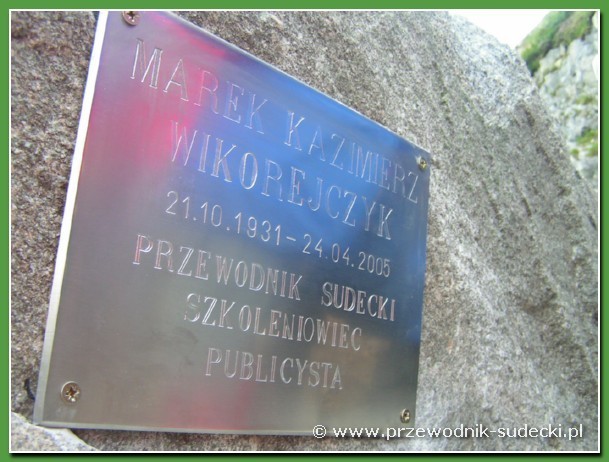 MAREK KAZIMIERZ
WIKOREJCZYK
21.10.1931 – 24.04.2005
PRZEWODNIK SUDECKI
SZKOLENIOWIEC
PUBLICYSTA
© www.przewodnik-sudecki.pl